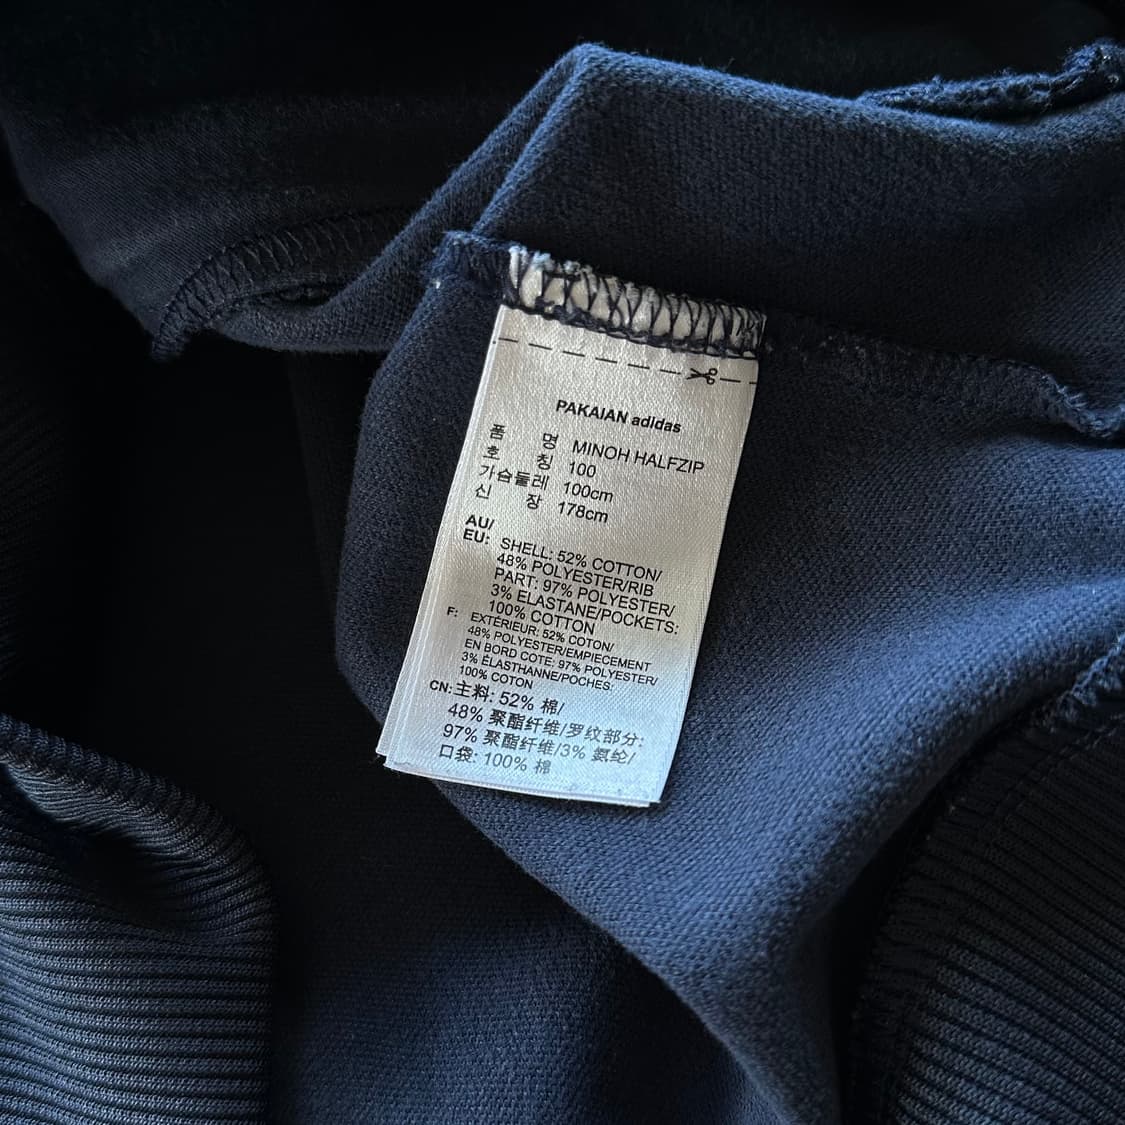 PAKAIAN adidas
품 명 MINOH HALFZIP
호 칭 100
가슴둘레 100cm
신 장 178cm
AU/
EU: SHELL: 52% COTTON/
48% POLYESTER/RIB
PART: 97% POLYESTER/
3% ELASTANE/POCKETS:
100% COTTON
F: EXTÉRIEUR: 52% COTON/
48% POLYESTER/EMPIECEMENT
EN BORD COTE: 97% POLYESTER/
3% ÉLASTHANNE/POCHES:
100% COTON
CN: 主料: 52% 棉/
48% 聚酯纤维/罗纹部分:
97% 聚酯纤维/3% 氨纶/
口袋: 100% 棉